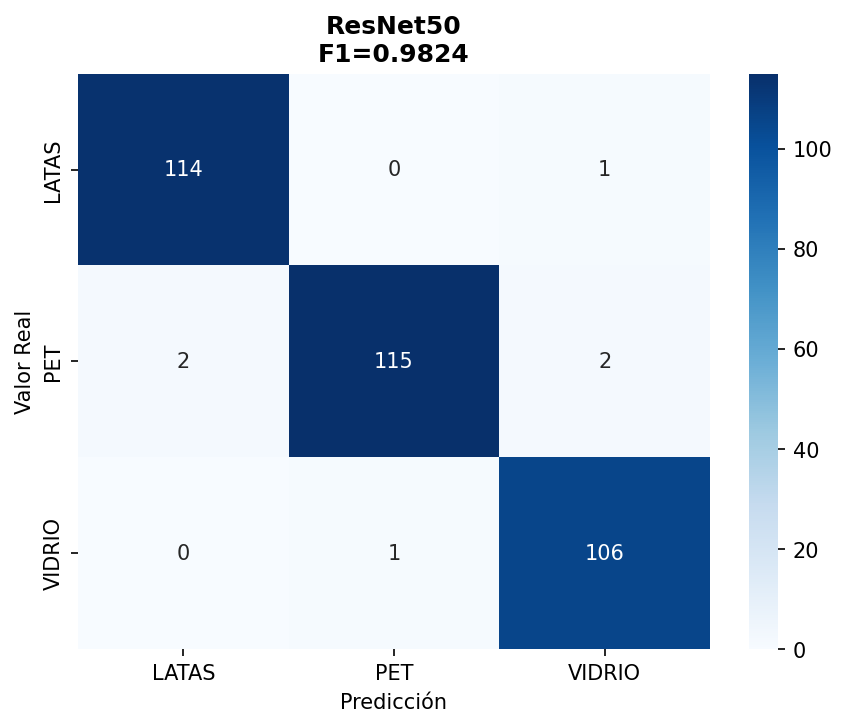 ResNet50
F1=0.9824
LATAS
114
0
1
Valor Real
PET
2
115
2
VIDRIO
0
1
106
LATAS
PET
VIDRIO
Predicción
100
80
60
40
20
0